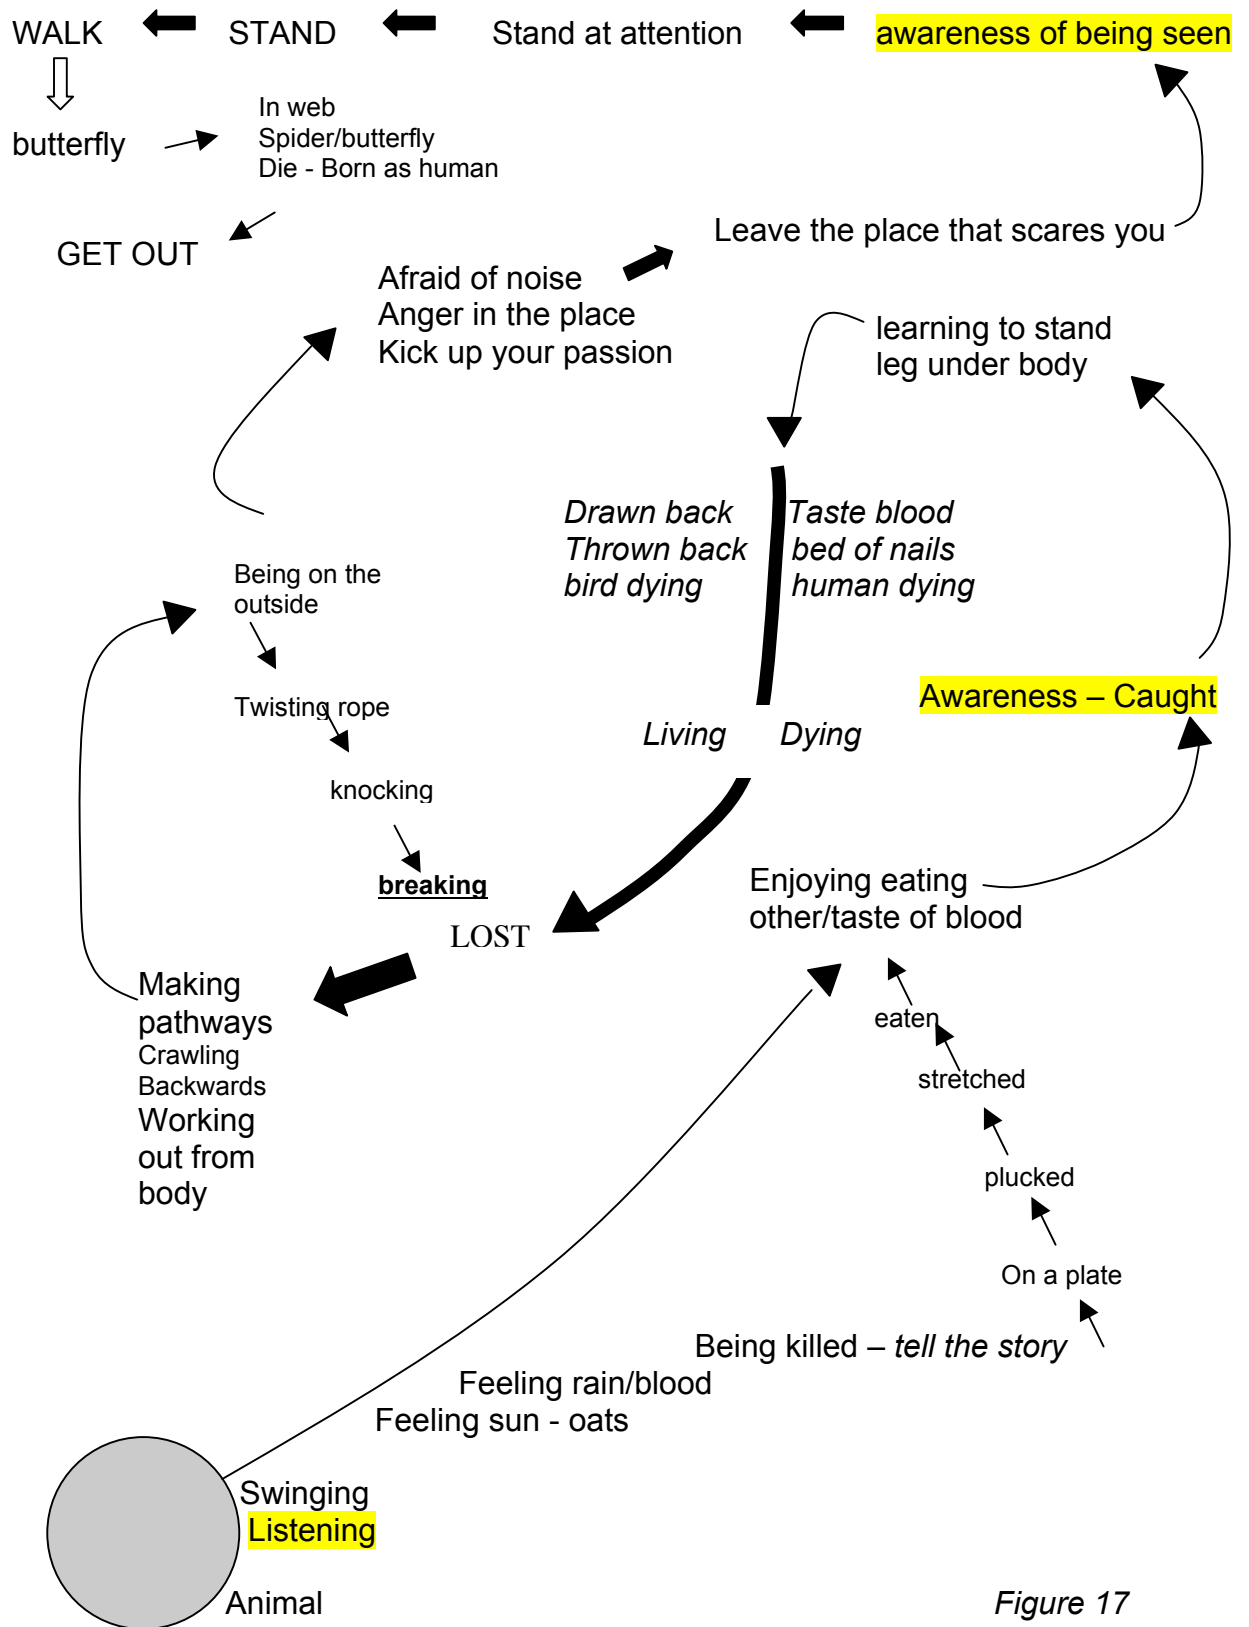 WALK STAND Stand at attention awareness of being seen
In web
butterfly Spider/butterfly
Die - Born as human
GET OUT
Leave the place that scares you
Afraid of noise
Anger in the place
Kick up your passion
learning to stand
leg under body
Drawn back Taste blood
Thrown back bed of nails
bird dying human dying
Being on the
outside
Twisting rope
Awareness – Caught
Living Dying
knocking
breaking
Enjoying eating
other/taste of blood
LOST
Making
pathways
Crawling
Backwards
Working
out from
body
eaten
stretched
plucked
On a plate
Being killed – tell the story
Feeling rain/blood
Feeling sun - oats
Swinging
Listening
Animal
Figure 17